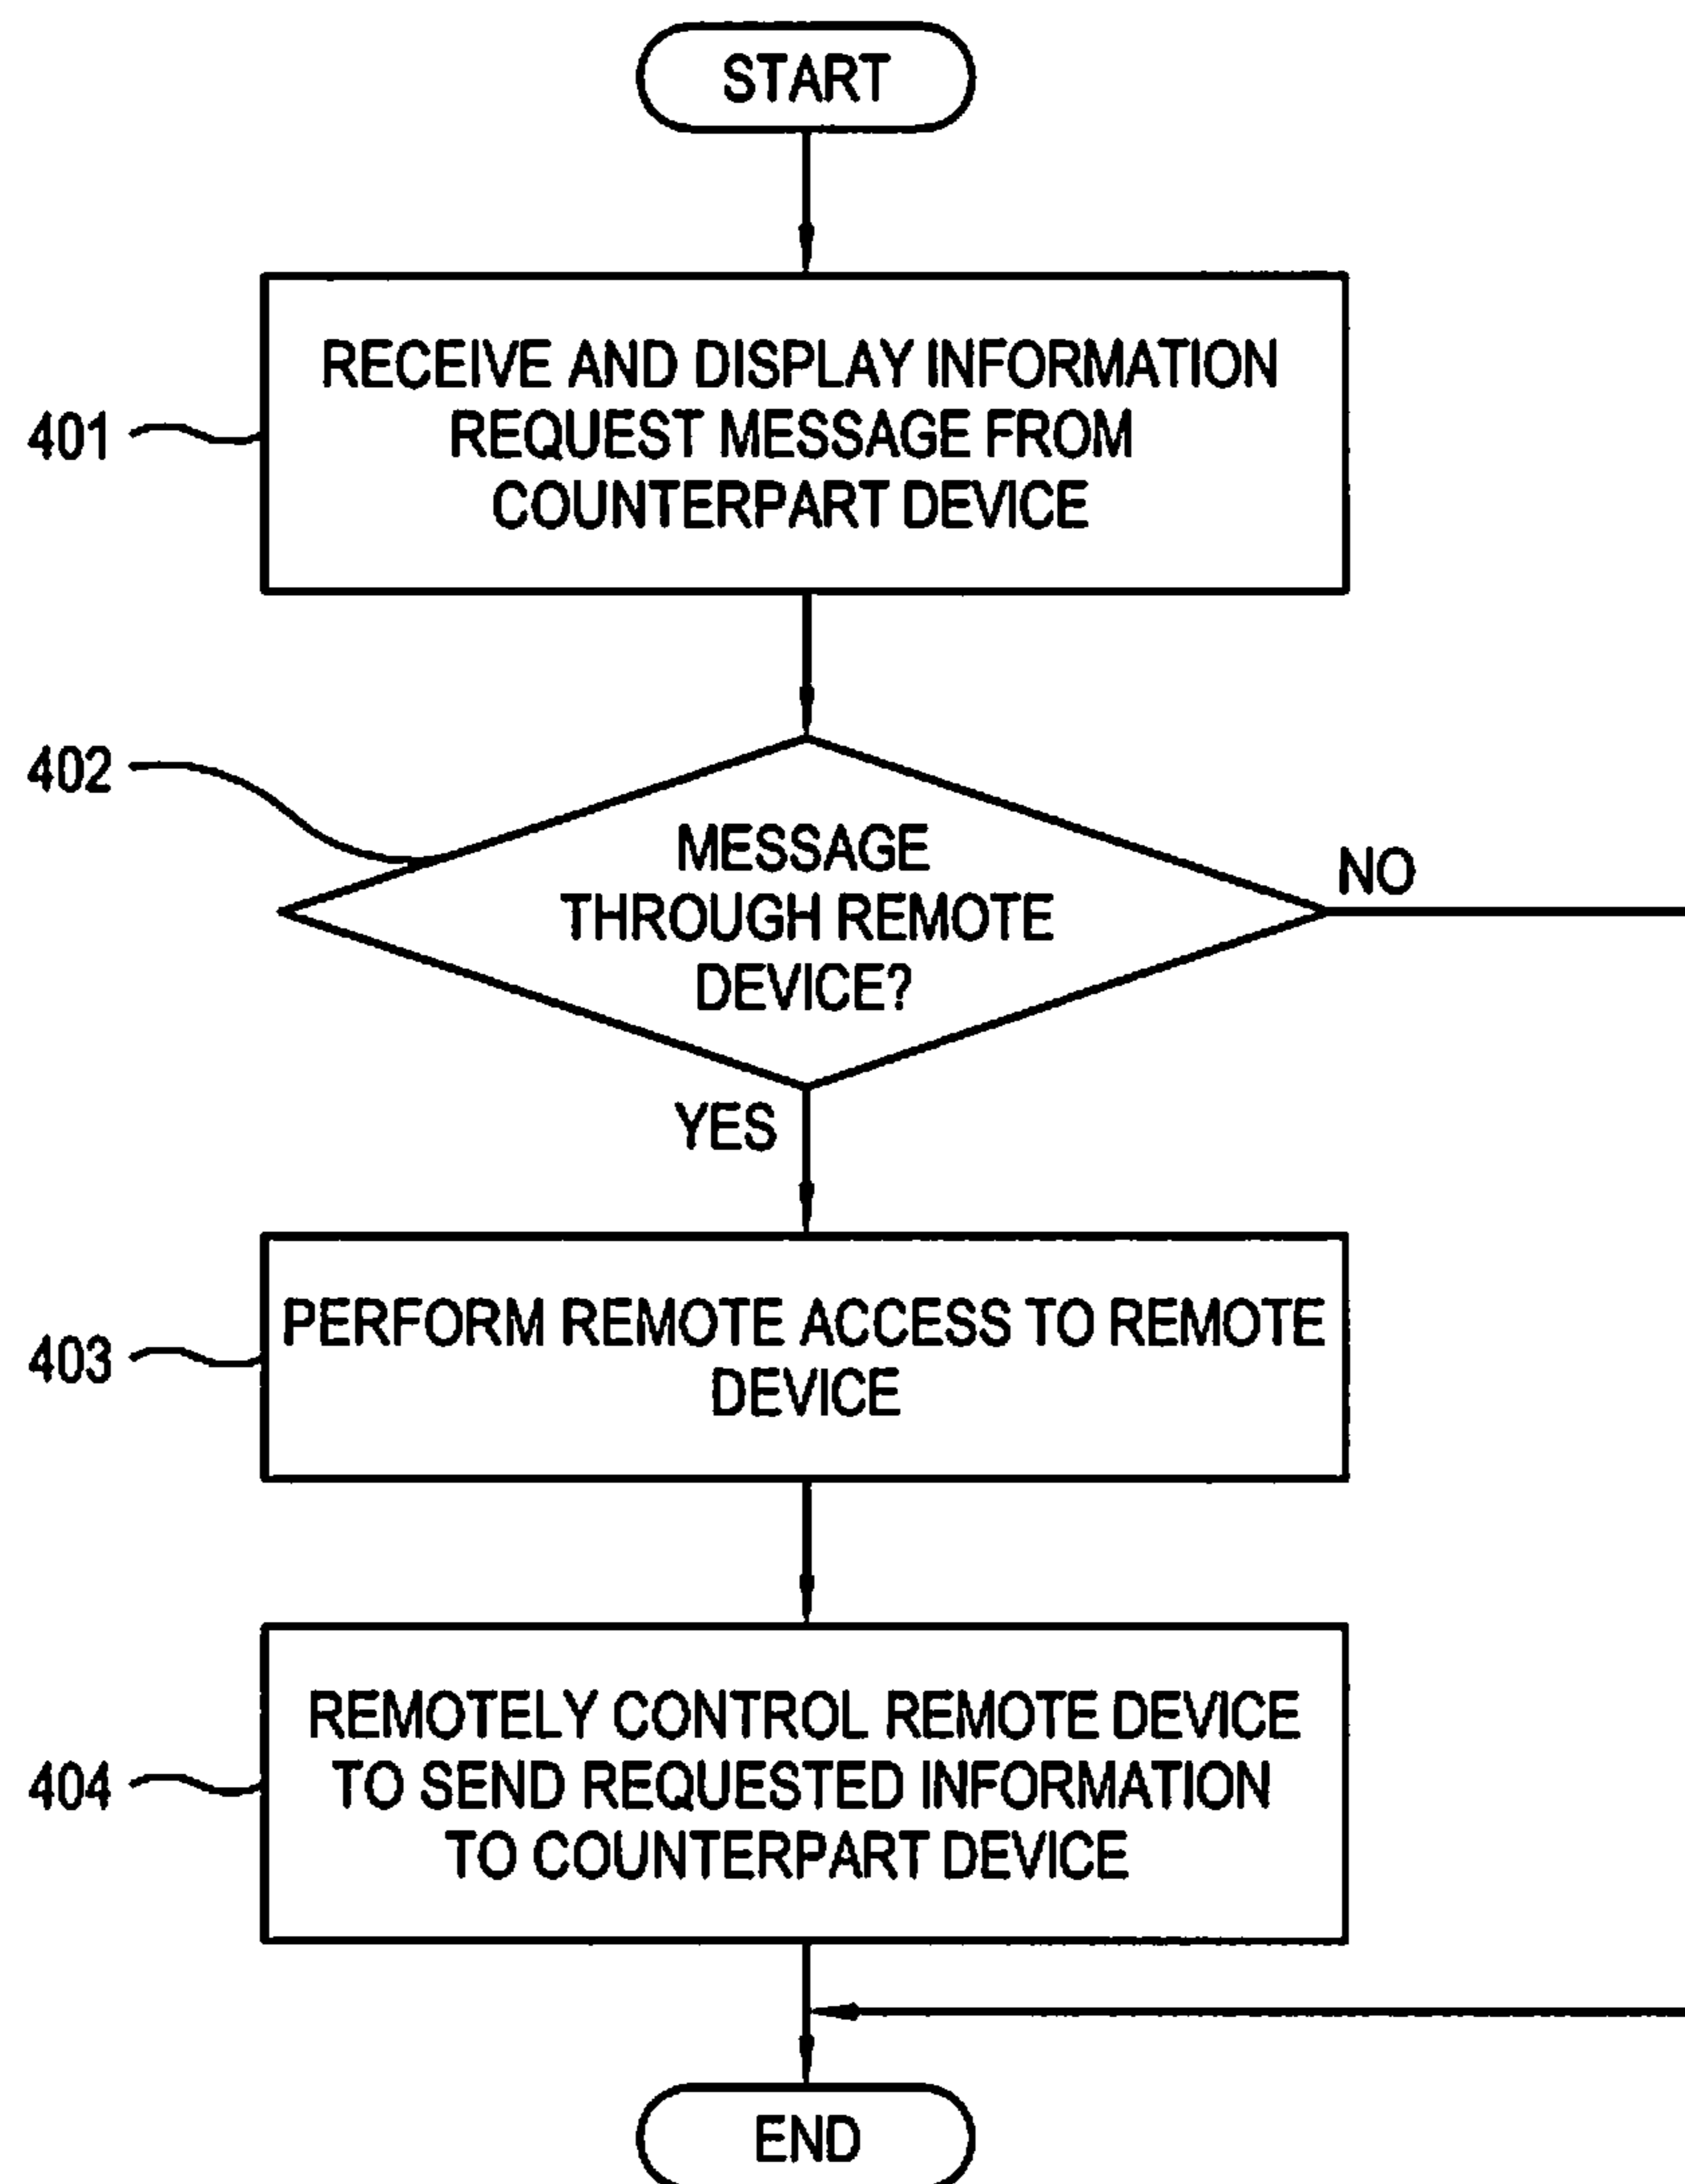 START
RECEIVE AND DISPLAY INFORMATION
REQUEST MESSAGE FROM
COUNTERPART DEVICE
401
402
MESSAGE
THROUGH REMOTE
DEVICE?
NO
YES
PERFORM REMOTE ACCESS TO REMOTE
DEVICE
403
REMOTELY CONTROL REMOTE DEVICE
TO SEND REQUESTED INFORMATION
TO COUNTERPART DEVICE
404
END